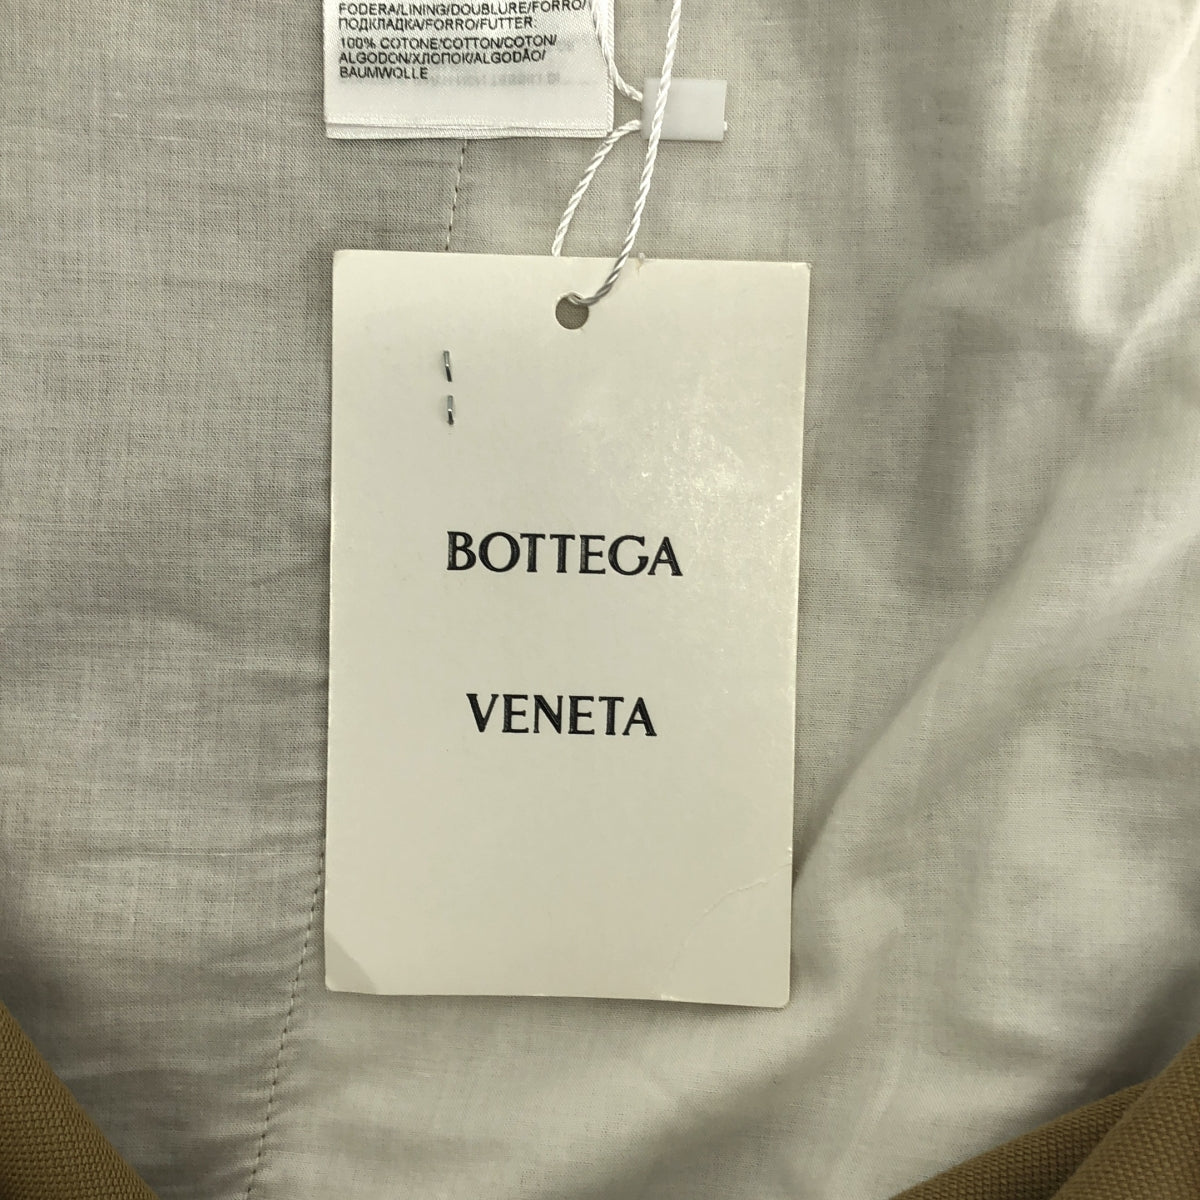 FODERA/LINING/DOUBLURE/FORRO/
ПОДКЛАДКА/FORRO/FUTTER:
100% COTONE/COTTON/COTON/
ALGODON/ХЛОПОК/ALGODÃO/
BAUMWOLLE
BOTTEGA
VENETA